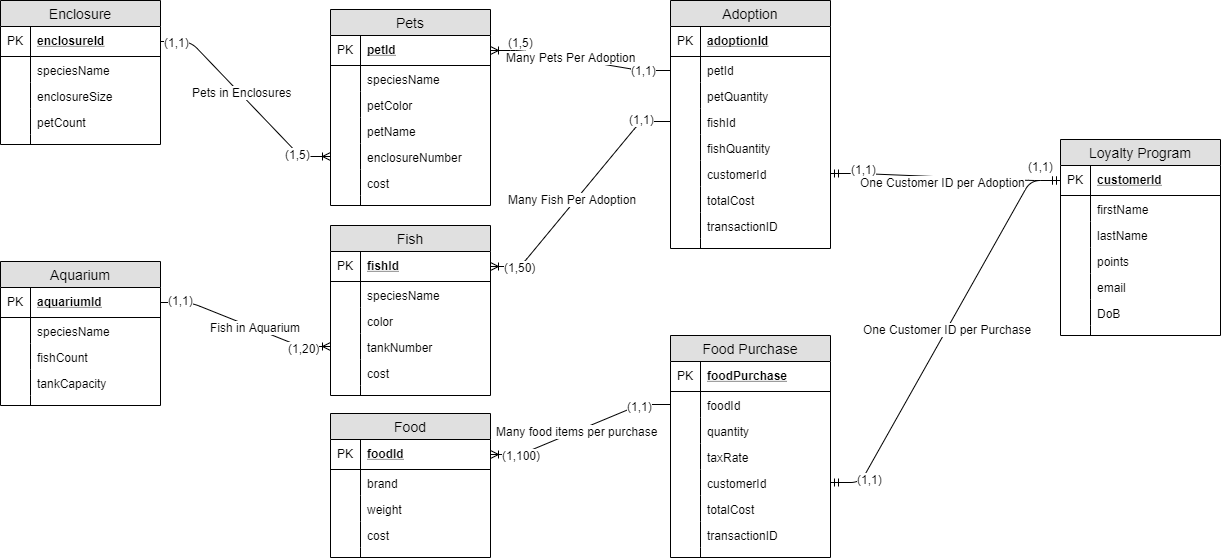 Enclosure
PK enclosureId
speciesName
enclosureSize
petCount
(1,1)
Pets in Enclosures
(1,5)
Pets
PK petId
speciesName
petColor
petName
enclosureNumber
cost
(1,5)
Many Pets Per Adoption
(1,1)
Adoption
PK adoptionId
petId
petQuantity
fishId
fishQuantity
customerId
totalCost
transactionID
(1,1)
Many Fish Per Adoption
(1,50)
(1,1)
One Customer ID per Adoption
(1,1)
Loyalty Program
PK customerId
firstName
lastName
points
email
DoB
Aquarium
PK aquariumId
speciesName
fishCount
tankCapacity
(1,1)
Fish in Aquarium
(1,20)
Fish
PK fishId
speciesName
color
tankNumber
cost
One Customer ID per Purchase
(1,1)
Food Purchase
PK foodPurchase
foodId
quantity
taxRate
customerId
totalCost
transactionID
(1,1)
Many food items per purchase
(1,100)
Food
PK foodId
brand
weight
cost